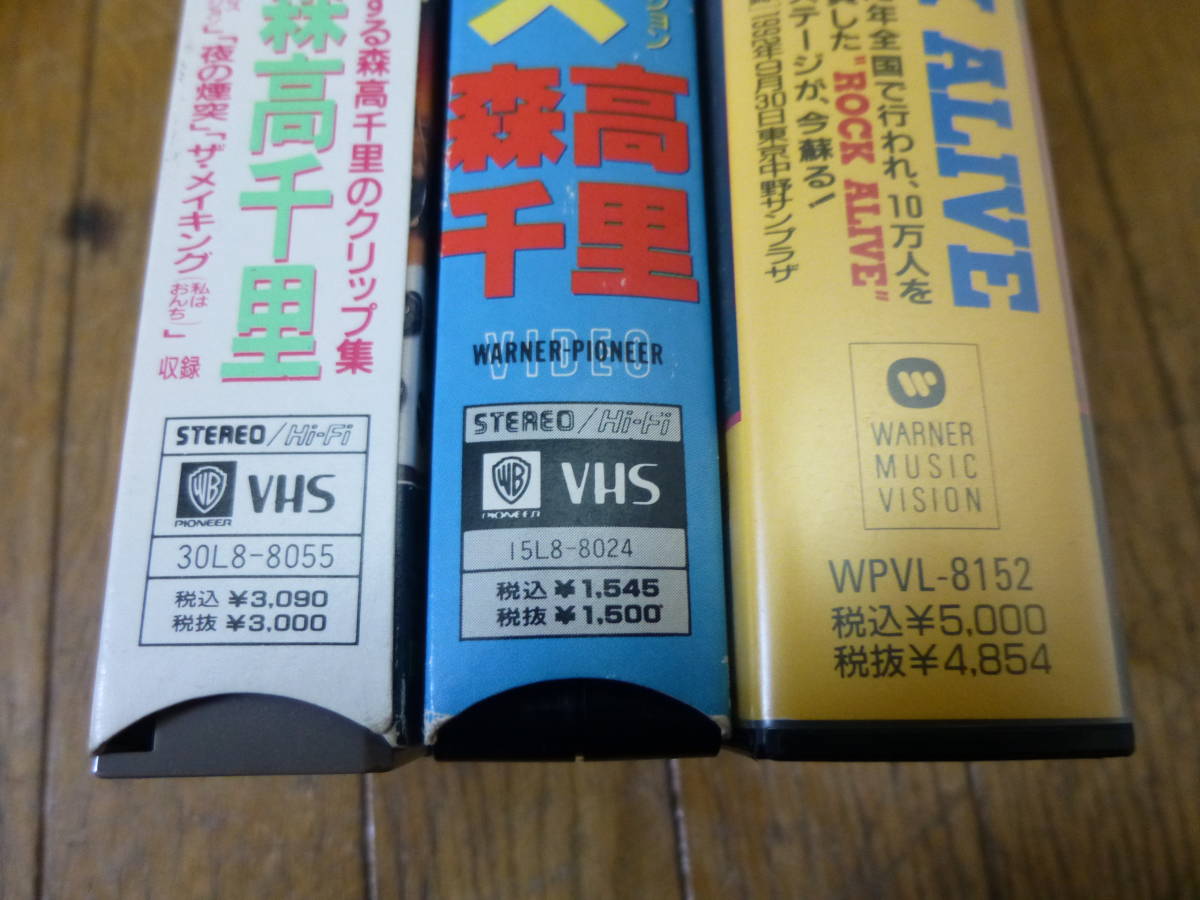 する森高千里のクリップ集
森高千里
」「夜の煙突」「ザ・メイキング(私はおんち)」
収録
STEREO/Hi-Fi
WB
PIONEER
VHS
30L8-8055
税込 ¥3,090
税抜 ¥3,000
ョン
森高
千里
VIDEO
WARNER-PIONEER
STEREO/Hi-Fi
WB
PIONEER
VHS
15L8-8024
税込 ¥1,545
税抜 ¥1,500
ALIVE
年全国で行われ、10万人を
した"ROCK ALIVE"
ステージが、今蘇る!
1992年9月30日東京中野サンプラザ
WARNER
MUSIC
VISION
WPVL-8152
税込¥5,000
税抜¥4,854